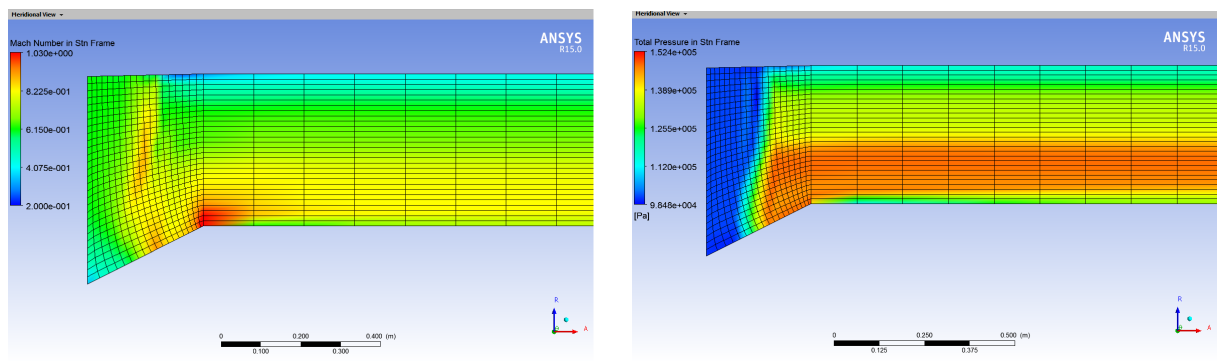 Meridional View
ANSYS
R15.0
Mach Number in Stn Frame
1.030e+000
8.225e-001
6.150e-001
4.075e-001
2.000e-001
R
A
0 0.200 0.400 (m)
0.100 0.300
Meridional View
ANSYS
R15.0
Total Pressure in Stn Frame
1.524e+005
1.389e+005
1.255e+005
1.120e+005
9.848e+004
[Pa]
R
A
0 0.250 0.500 (m)
0.125 0.375